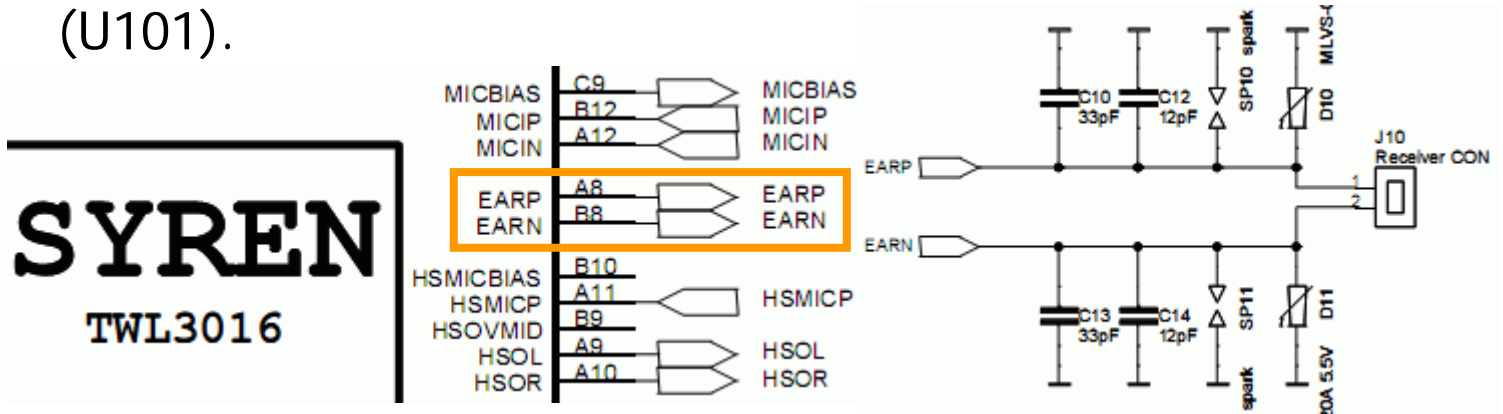 (U101).
SYREN
TWL3016
MICBIAS C9 MICBIAS
MICIP B12 MICIP
MICIN A12 MICIN
EARP A8 EARP
EARN B8 EARN
HSMICBIAS B10
HSMICP A11 HSMICP
HSOVMID B9
HSOL A9 HSOL
HSOR A10 HSOR
C10
33pF
C12
12pF
SP10 spark
D10
J10
Receiver CON
EARP
1
2
EARN
C13
33pF
C14
12pF
SP11
spark
D11
20A 5.5V